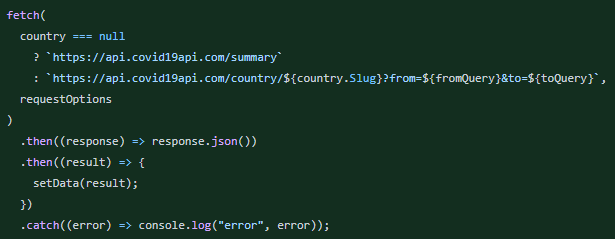 fetch(
  country === null
    ? `https://api.covid19api.com/summary`
    : `https://api.covid19api.com/country/${country.Slug}?from=${fromQuery}&to=${toQuery}`,
  requestOptions
)
  .then((response) => response.json())
  .then((result) => {
    setData(result);
  })
  .catch((error) => console.log("error", error));